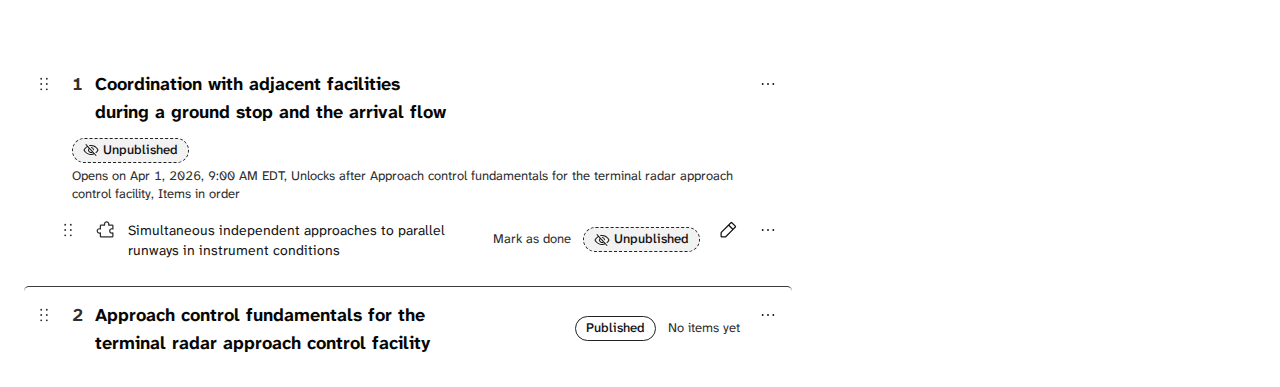 1 Coordination with adjacent facilities
during a ground stop and the arrival flow
Unpublished
Opens on Apr 1, 2026, 9:00 AM EDT, Unlocks after Approach control fundamentals for the terminal radar approach
control facility, Items in order
Simultaneous independent approaches to parallel
runways in instrument conditions
Mark as done
Unpublished
2 Approach control fundamentals for the
terminal radar approach control facility
Published
No items yet